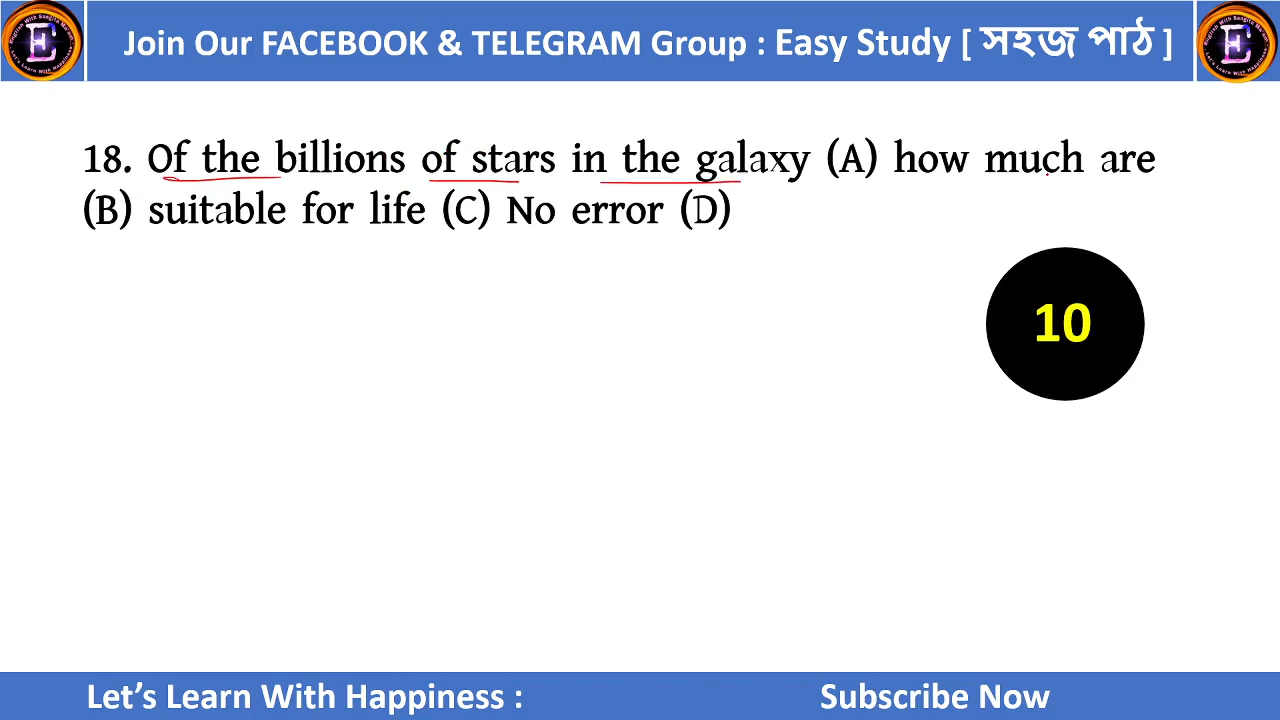 Join Our FACEBOOK & TELEGRAM Group : Easy Study [ সহজ পাঠ ]
18. Of the billions of stars in the galaxy (A) how much are
(B) suitable for life (C) No error (D)
10
Let's Learn With Happiness :
Subscribe Now